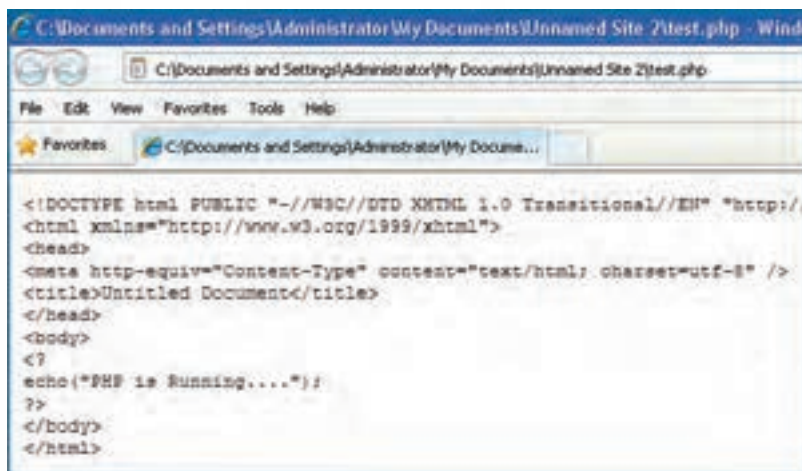 C:\Documents and Settings\Administrator\My Documents\Unnamed Site 2\test.php - Wind
C:\Documents and Settings\Administrator\My Documents\Unnamed Site 2\test.php
File Edit View Favorites Tools Help
Favorites C:\Documents and Settings\Administrator\My Docume...
<!DOCTYPE html PUBLIC "-//W3C//DTD XHTML 1.0 Transitional//EN" "http:/
<html xmlns="http://www.w3.org/1999/xhtml">
<head>
<meta http-equiv="Content-Type" content="text/html; charset=utf-8" />
<title>Untitled Document</title>
</head>
<body>
<?
echo("PHP is Running....");
?>
</body>
</html>